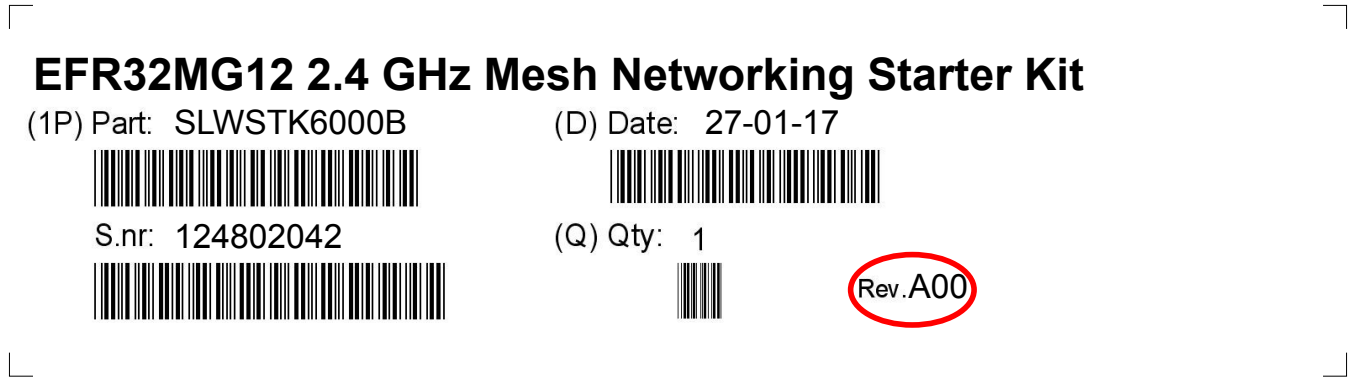 EFR32MG12 2.4 GHz Mesh Networking Starter Kit
(1P) Part: SLWSTK6000B (D) Date: 27-01-17
S.nr: 124802042 (Q) Qty: 1
Rev.A00